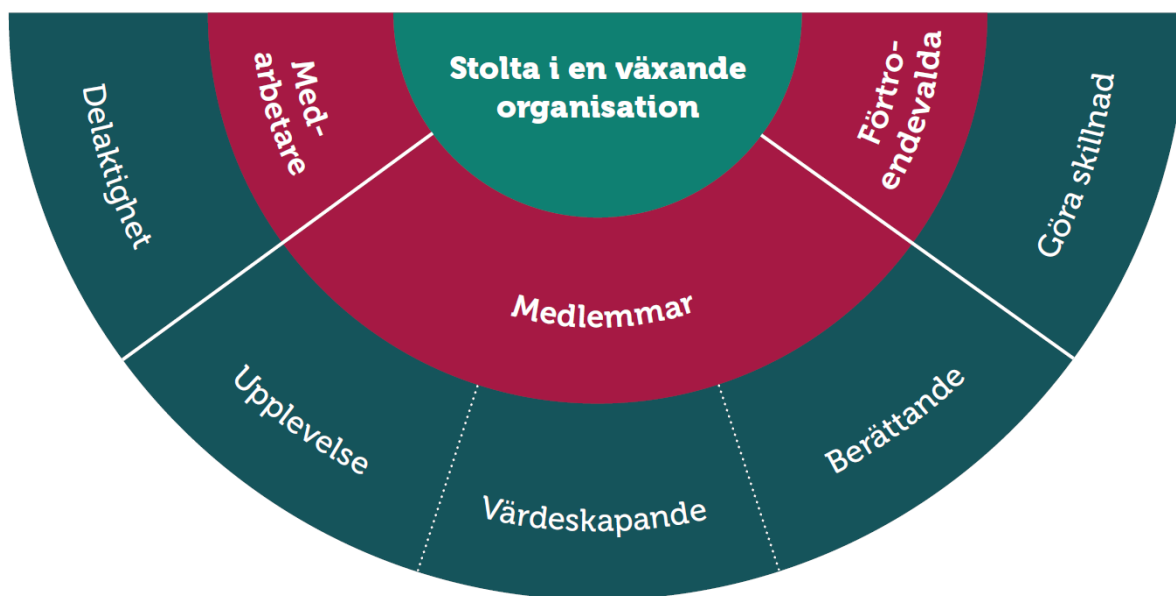 Stolta i en växande
organisation
Med-
arbetare
Medlemmar
Förtro-
endevalda
Delaktighet
Upplevelse
Värdeskapande
Berättande
Göra skillnad